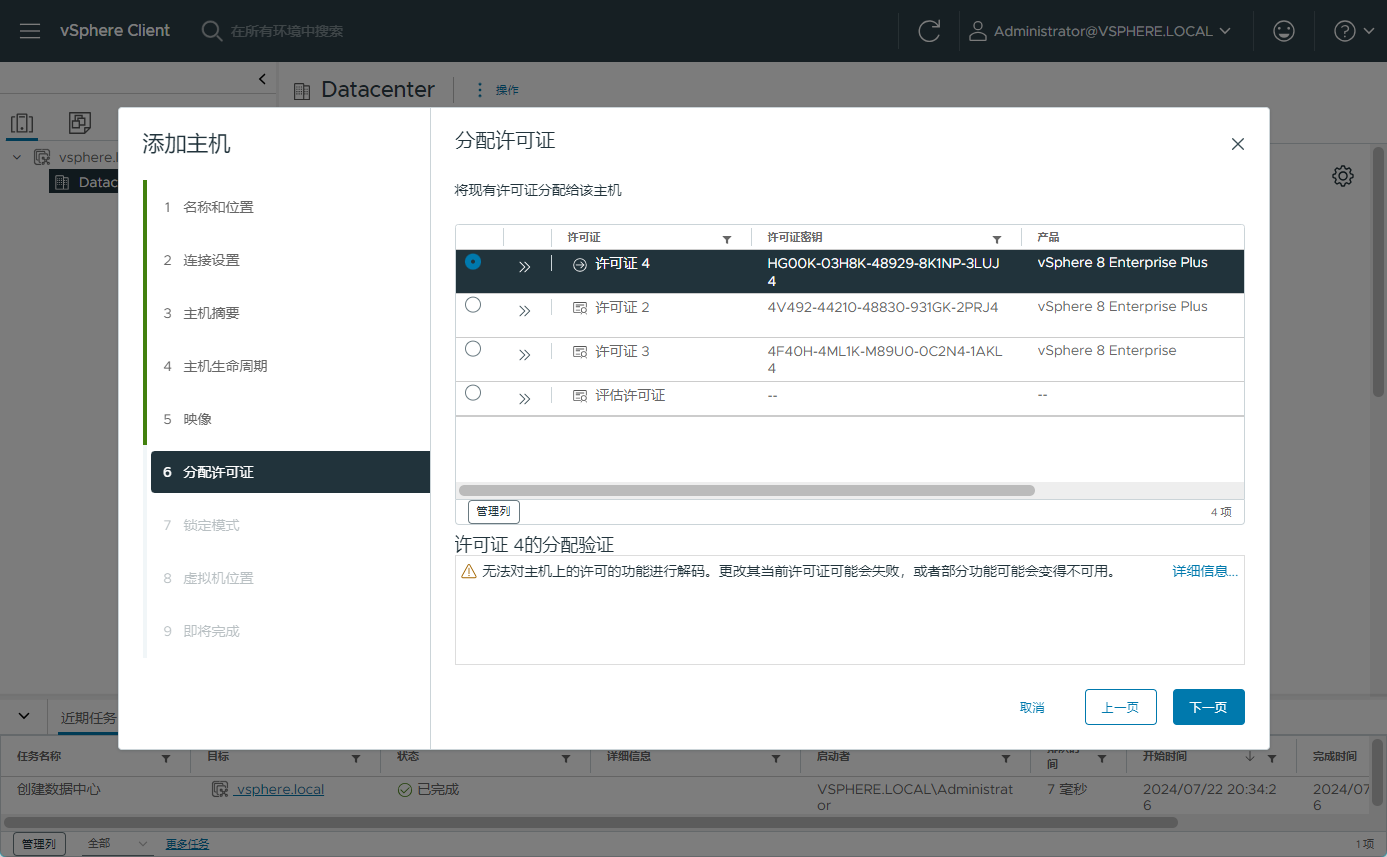 vSphere Client
在所有环境中搜索
Administrator@VSPHERE.LOCAL
Datacenter
操作
vsphere.l
Datac
添加主机
1 名称和位置
2 连接设置
3 主机摘要
4 主机生命周期
5 映像
6 分配许可证
7 锁定模式
8 虚拟机位置
9 即将完成
分配许可证
将现有许可证分配给该主机
许可证 许可证密钥 产品
许可证 4 HG00K-03H8K-48929-8K1NP-3LUJ vSphere 8 Enterprise Plus
4
许可证 2 4V492-44210-48830-931GK-2PRJ4 vSphere 8 Enterprise Plus
许可证 3 4F40H-4ML1K-M89U0-0C2N4-1AKL vSphere 8 Enterprise
4
评估许可证 -- --
管理列 4 项
许可证 4的分配验证
无法对主机上的许可的功能进行解码。更改其当前许可证可能会失败，或者部分功能可能会变得不可用。 详细信息...
取消 上一页 下一页
近期任务
任务名称 目标 状态 详细信息 启动者 开始时间 完成时间
间
创建数据中心 vsphere.local 已完成 VSPHERE.LOCAL\Administrat 7 毫秒 2024/07/22 20:34:2 2024/07
or 6 6
管理列 全部 更多任务 1 项